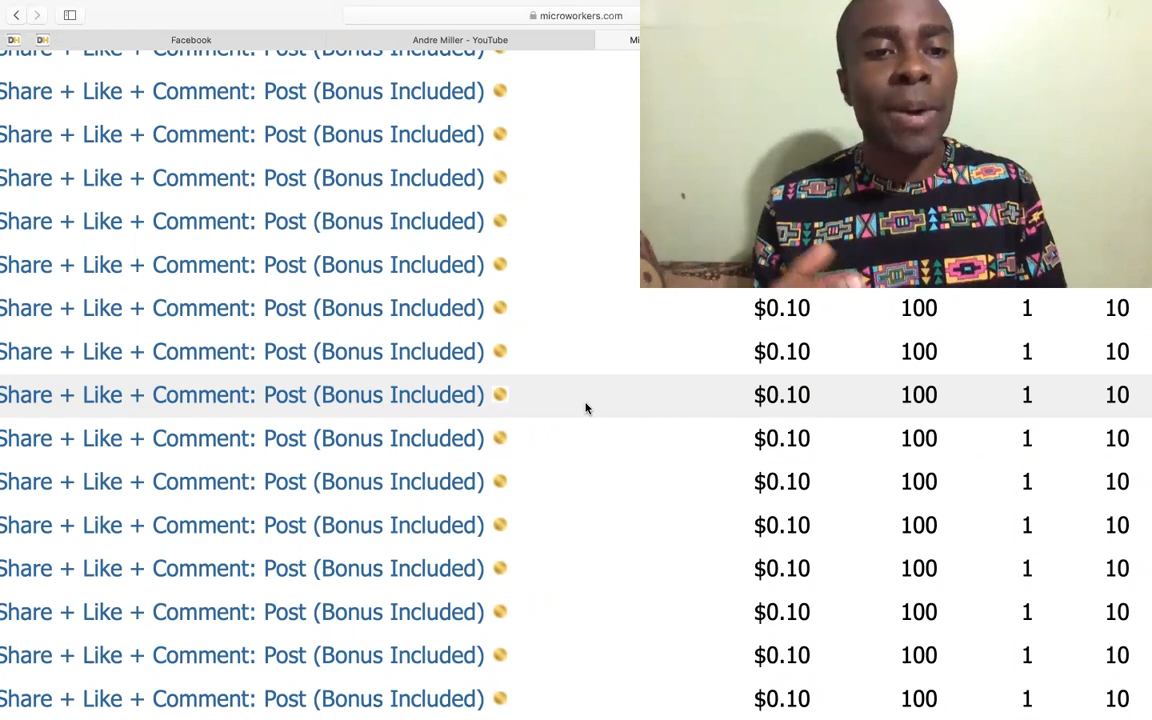 microworkers.com
DH DH Facebook Andre Miller - YouTube Mi
Share + Like + Comment: Post (Bonus Included)
Share + Like + Comment: Post (Bonus Included)
Share + Like + Comment: Post (Bonus Included)
Share + Like + Comment: Post (Bonus Included)
Share + Like + Comment: Post (Bonus Included)
Share + Like + Comment: Post (Bonus Included)
Share + Like + Comment: Post (Bonus Included) $0.10 100 1 10
Share + Like + Comment: Post (Bonus Included) $0.10 100 1 10
Share + Like + Comment: Post (Bonus Included) $0.10 100 1 10
Share + Like + Comment: Post (Bonus Included) $0.10 100 1 10
Share + Like + Comment: Post (Bonus Included) $0.10 100 1 10
Share + Like + Comment: Post (Bonus Included) $0.10 100 1 10
Share + Like + Comment: Post (Bonus Included) $0.10 100 1 10
Share + Like + Comment: Post (Bonus Included) $0.10 100 1 10
Share + Like + Comment: Post (Bonus Included) $0.10 100 1 10
Share + Like + Comment: Post (Bonus Included) $0.10 100 1 10